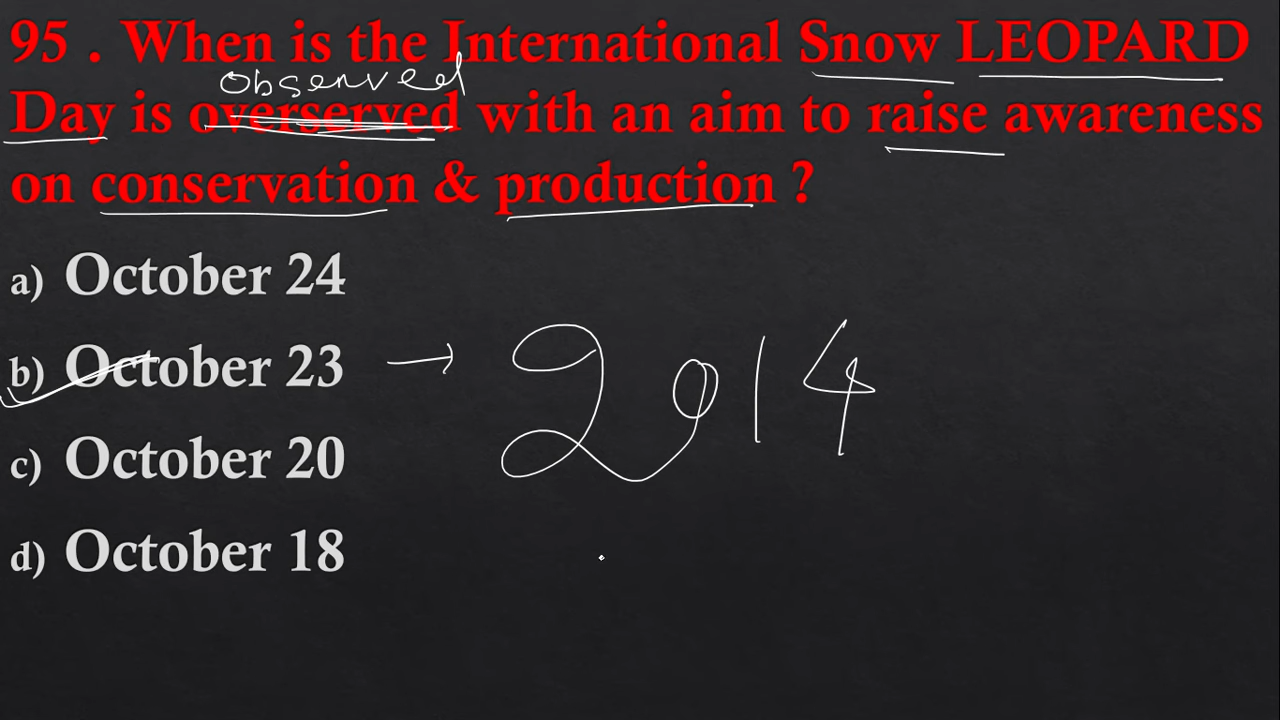 95 . When is the International Snow LEOPARD
observed
Day is overserved with an aim to raise awareness
on conservation & production ?
a) October 24
b) October 23 → 2014
c) October 20
d) October 18